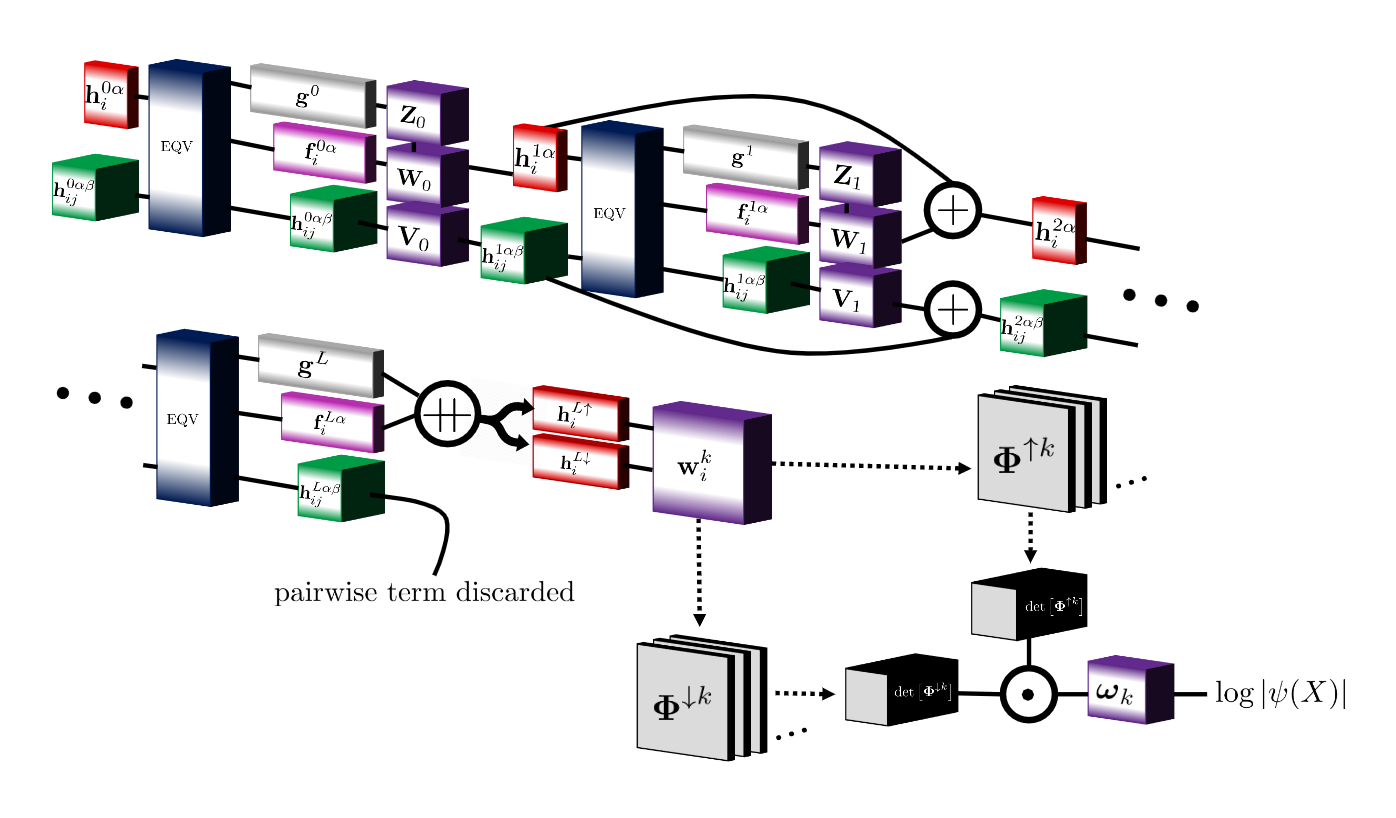 h_i^{0α}
EQV
g^0
Z_0
f_i^{0α}
W_0
h_{ij}^{0αβ}
h_{ij}^{0αβ}
V_0
h_i^{1α}
EQV
g^1
Z_1
f_i^{1α}
W_1
h_{ij}^{1αβ}
h_{ij}^{1αβ}
V_1
+
+
h_i^{2α}
h_{ij}^{2αβ}
EQV
g^L
f_i^{Lα}
h_{ij}^{Lαβ}
⧺
h_i^{L↑}
h_i^{L↓}
w_i^k
Φ^{↑k}
pairwise term discarded
det [Φ^{↑k}]
Φ^{↓k}
det [Φ^{↓k}]
ω_k
log |ψ(X)|